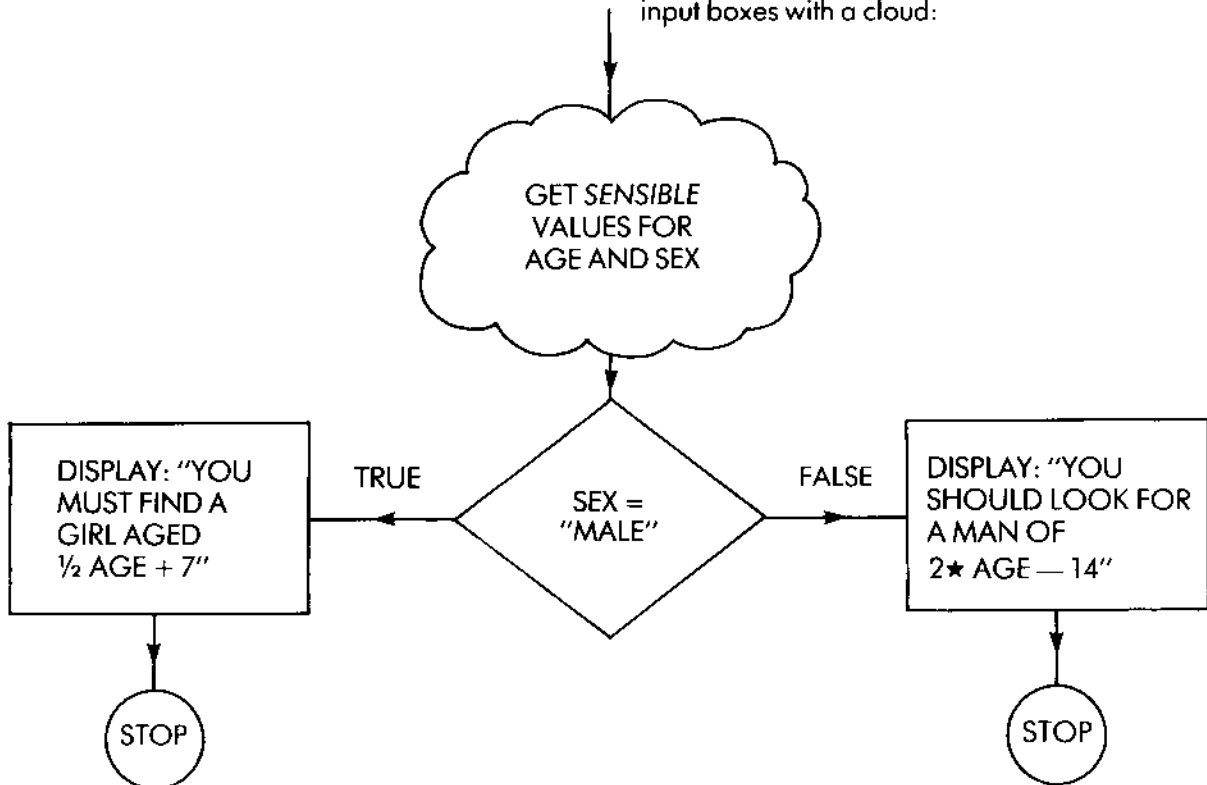 input boxes with a cloud:
GET SENSIBLE
VALUES FOR
AGE AND SEX
DISPLAY: "YOU
MUST FIND A
GIRL AGED
½ AGE + 7"
TRUE
SEX =
"MALE"
FALSE
DISPLAY: "YOU
SHOULD LOOK FOR
A MAN OF
2★ AGE — 14"
STOP
STOP